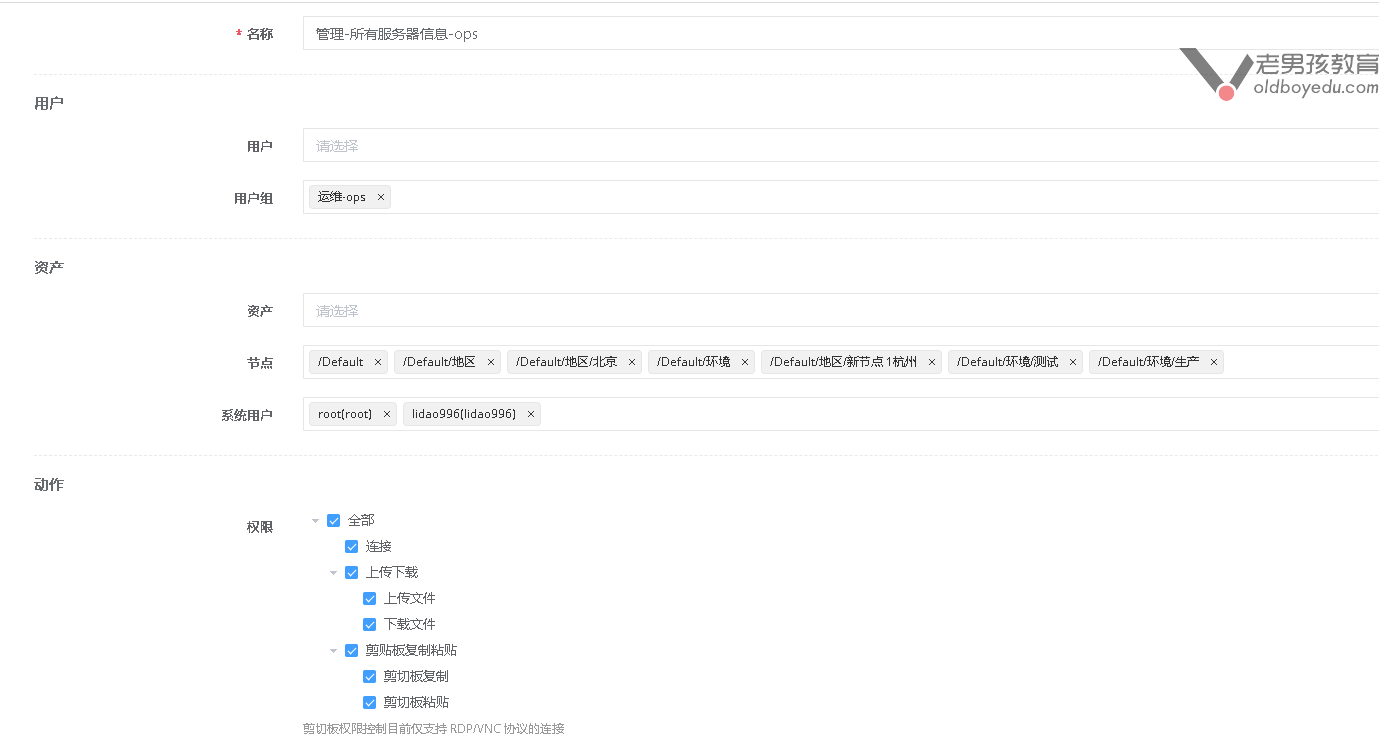 * 名称 管理-所有服务器信息-ops
老男孩教育
oldboyedu.com
用户
用户 请选择
用户组 运维-ops ×
资产
资产 请选择
节点 /Default × /Default/地区 × /Default/地区/北京 × /Default/环境 × /Default/地区/新节点 1杭州 × /Default/环境/测试 × /Default/环境/生产 ×
系统用户 root(root) × lidao996(lidao996) ×
动作
权限 全部
连接
上传下载
上传文件
下载文件
剪贴板复制粘贴
剪切板复制
剪切板粘贴
剪切板权限控制目前仅支持 RDP/VNC 协议的连接